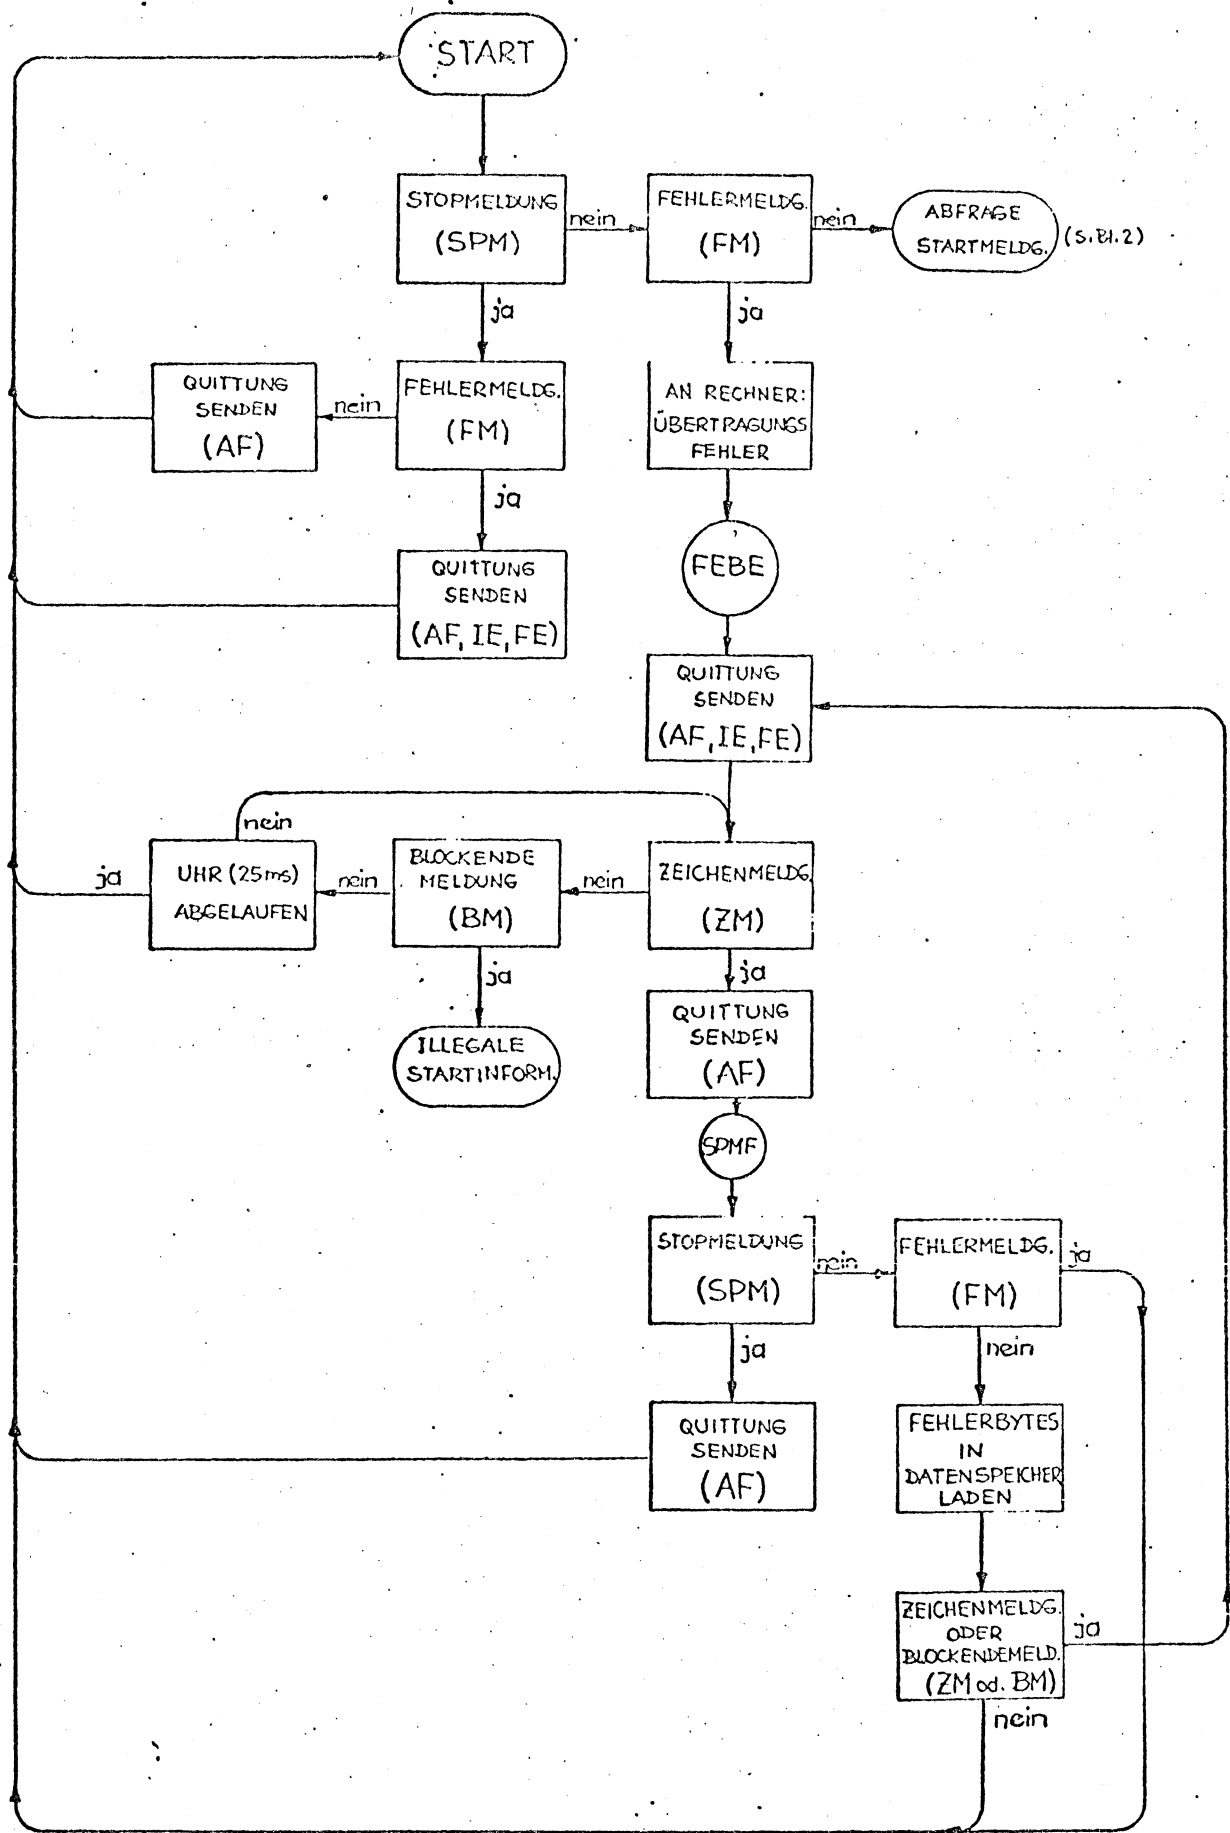 START
STOPMELDUNG
(SPM)
nein
FEHLERMELDG.
(FM)
nein
ABFRAGE
STARTMELDG.
(S.Bl.2)
ja
ja
QUITTUNG
SENDEN
(AF)
nein
FEHLERMELDG.
(FM)
AN RECHNER:
ÜBERTRAGUNGS
FEHLER
ja
QUITTUNG
SENDEN
(AF, IE, FE)
FEBE
QUITTUNG
SENDEN
(AF, IE, FE)
nein
ja
UHR (25ms)
ABGELAUFEN
nein
BLOCKENDE
MELDUNG
(BM)
nein
ZEICHENMELDG.
(ZM)
ja
ja
ILLEGALE
STARTINFORM.
QUITTUNG
SENDEN
(AF)
SPMF
STOPMELDUNG
(SPM)
nein
FEHLERMELDG.
(FM)
ja
ja
nein
QUITTUNG
SENDEN
(AF)
FEHLERBYTES
IN
DATENSPEICHER
LADEN
ZEICHENMELDG.
ODER
BLOCKENDEMELD.
(ZM od. BM)
ja
nein